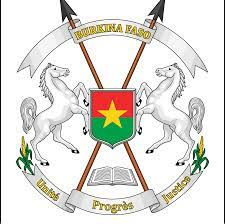 BURKINA FASO
Unité
Progrès
Justice